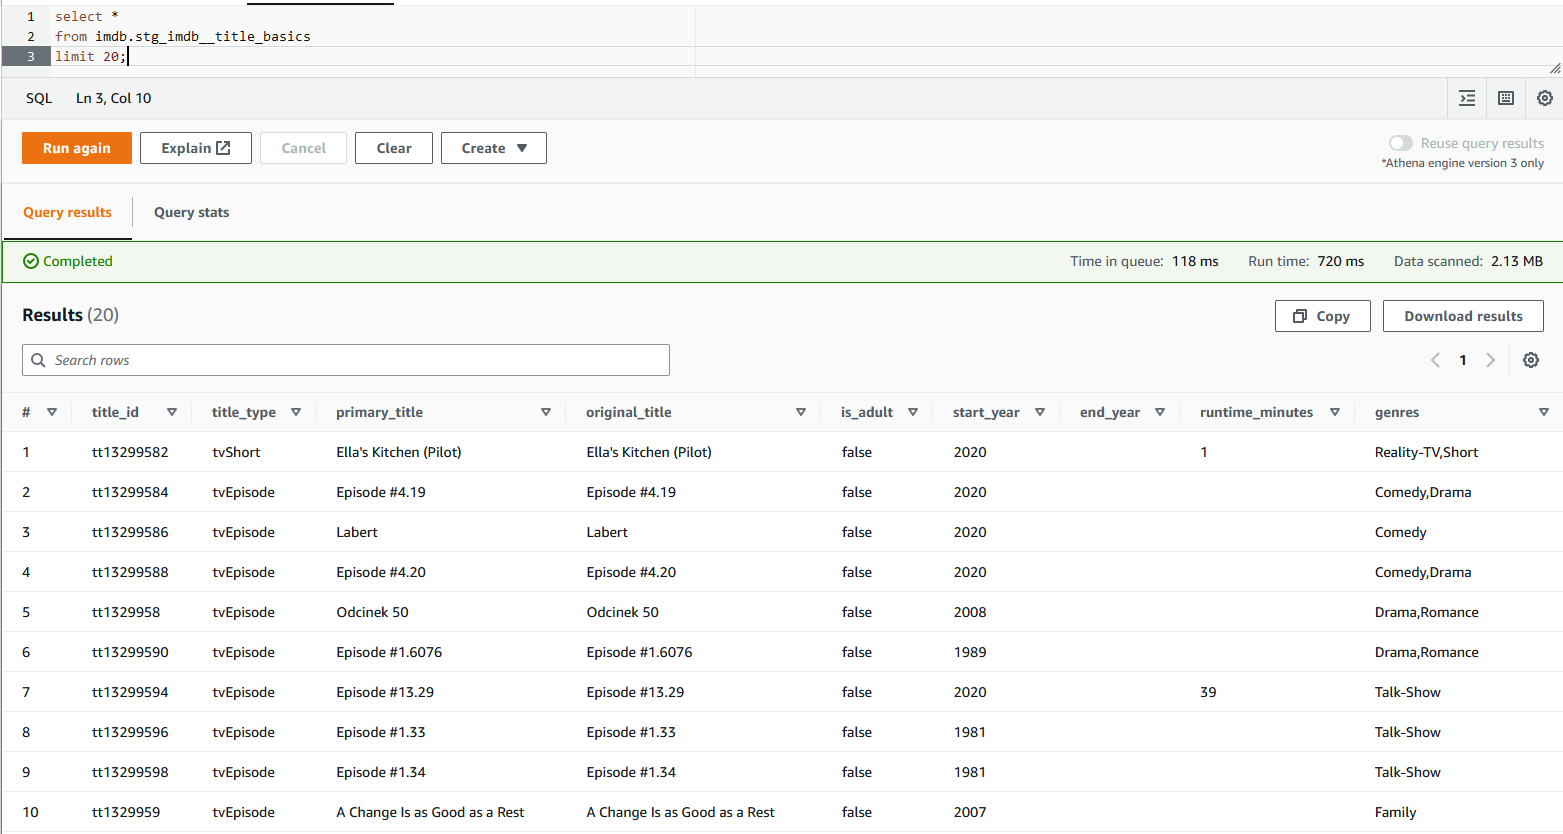 1 select *
2 from imdb.stg_imdb__title_basics
3 limit 20;
SQL Ln 3, Col 10
Run again Explain Cancel Clear Create Reuse query results
*Athena engine version 3 only
Query results Query stats
Completed Time in queue: 118 ms Run time: 720 ms Data scanned: 2.13 MB
Results (20) Copy Download results
Search rows 1
# title_id title_type primary_title original_title is_adult start_year end_year runtime_minutes genres
1 tt13299582 tvShort Ella's Kitchen (Pilot) Ella's Kitchen (Pilot) false 2020 1 Reality-TV,Short
2 tt13299584 tvEpisode Episode #4.19 Episode #4.19 false 2020 Comedy,Drama
3 tt13299586 tvEpisode Labert Labert false 2020 Comedy
4 tt13299588 tvEpisode Episode #4.20 Episode #4.20 false 2020 Comedy,Drama
5 tt1329958 tvEpisode Odcinek 50 Odcinek 50 false 2008 Drama,Romance
6 tt13299590 tvEpisode Episode #1.6076 Episode #1.6076 false 1989 Drama,Romance
7 tt13299594 tvEpisode Episode #13.29 Episode #13.29 false 2020 39 Talk-Show
8 tt13299596 tvEpisode Episode #1.33 Episode #1.33 false 1981 Talk-Show
9 tt13299598 tvEpisode Episode #1.34 Episode #1.34 false 1981 Talk-Show
10 tt1329959 tvEpisode A Change Is as Good as a Rest A Change Is as Good as a Rest false 2007 Family